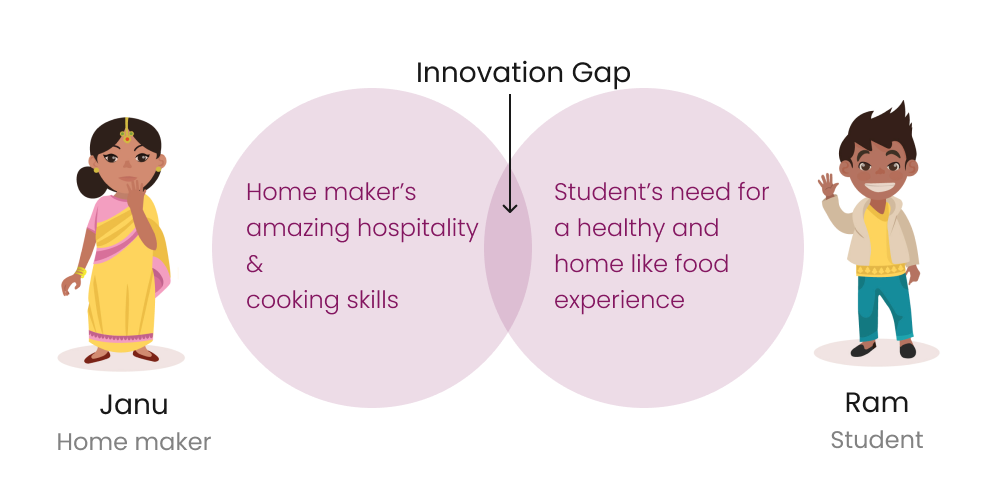 Innovation Gap
Home maker’s
amazing hospitality
&
cooking skills
Student’s need for
a healthy and
home like food
experience
Janu
Home maker
Ram
Student